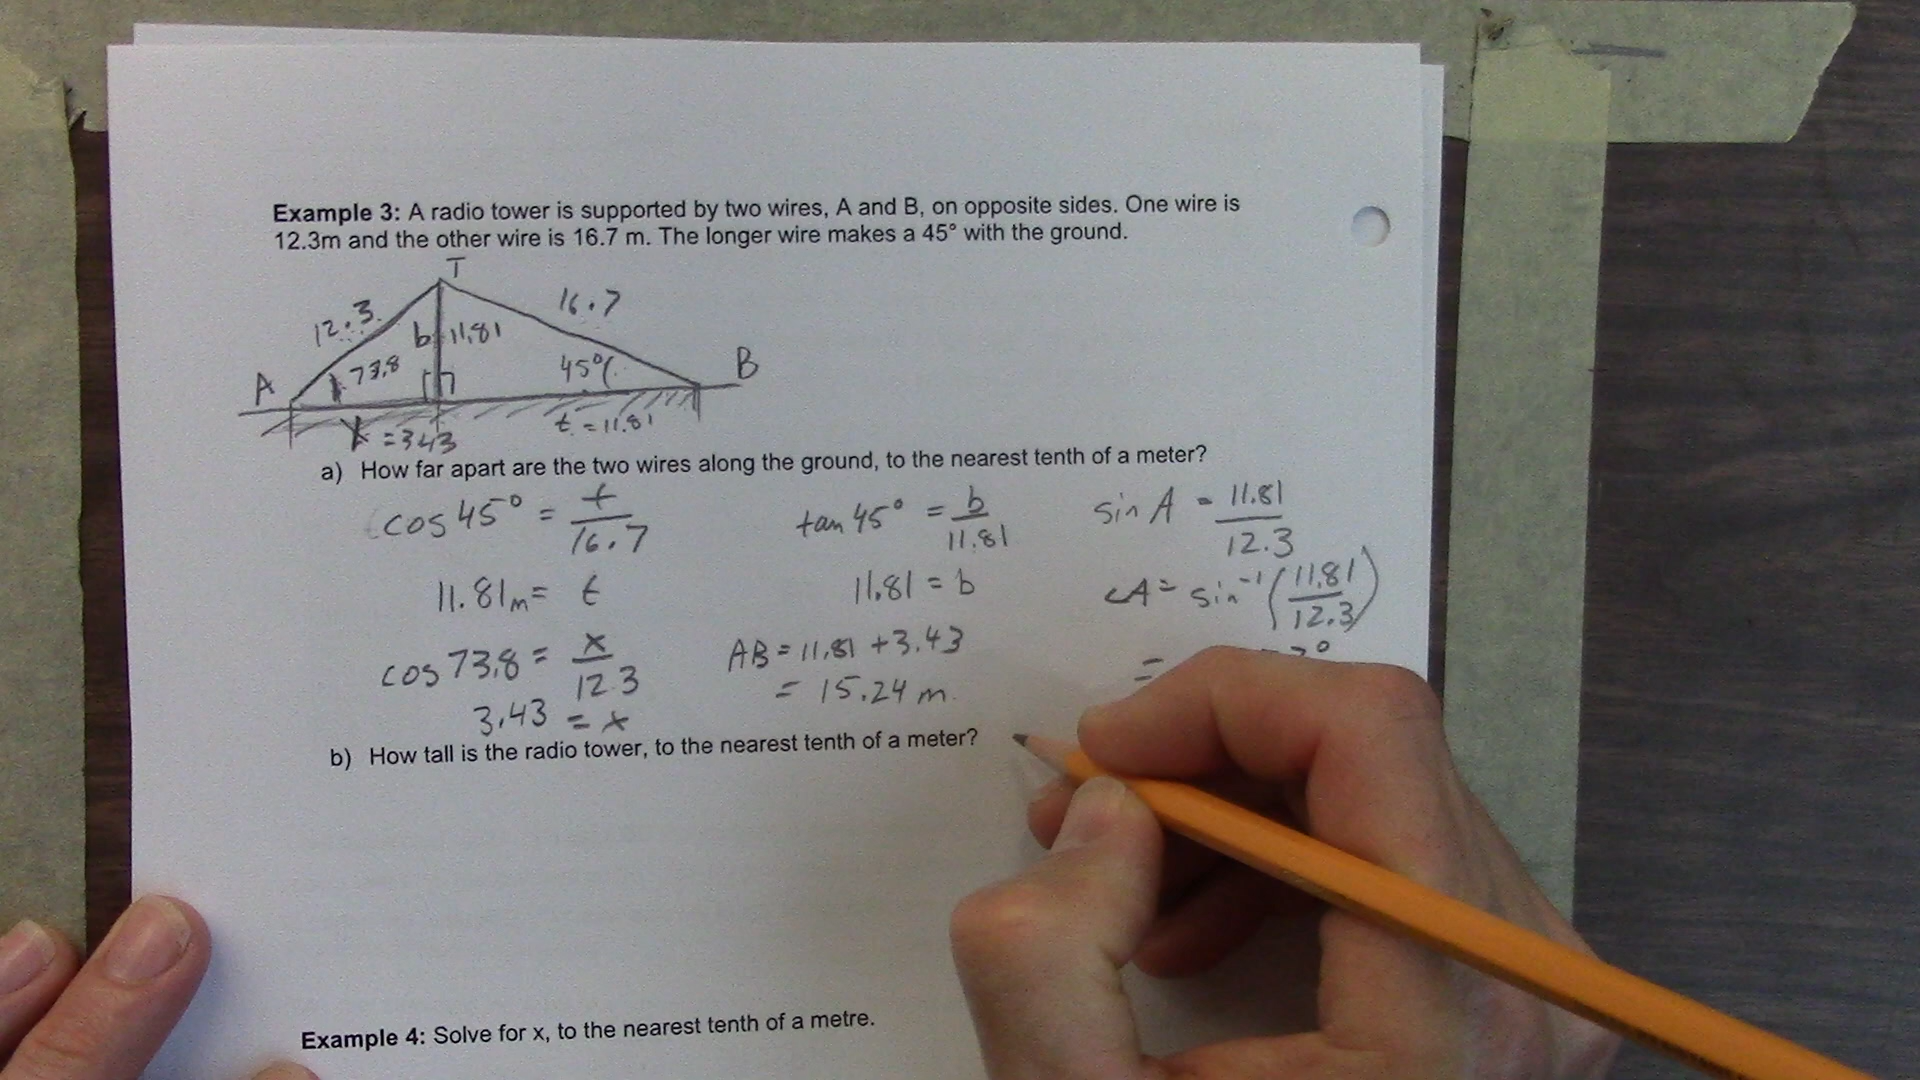 Example 3: A radio tower is supported by two wires, A and B, on opposite sides. One wire is
12.3m and the other wire is 16.7 m. The longer wire makes a 45° with the ground.
T
12.3
16.7
b
11.81
A
73.8
45°
B
x = 3.43
t = 11.81
a) How far apart are the two wires along the ground, to the nearest tenth of a meter?
cos 45° = t/16.7
tan 45° = b/11.81
sin A = 11.81/12.3
11.81m = t
11.81 = b
∠A = sin⁻¹(11.81/12.3)
cos 73.8 = x/12.3
AB = 11.81 + 3.43
=
3.43 = x
= 15.24 m
b) How tall is the radio tower, to the nearest tenth of a meter?
Example 4: Solve for x, to the nearest tenth of a metre.